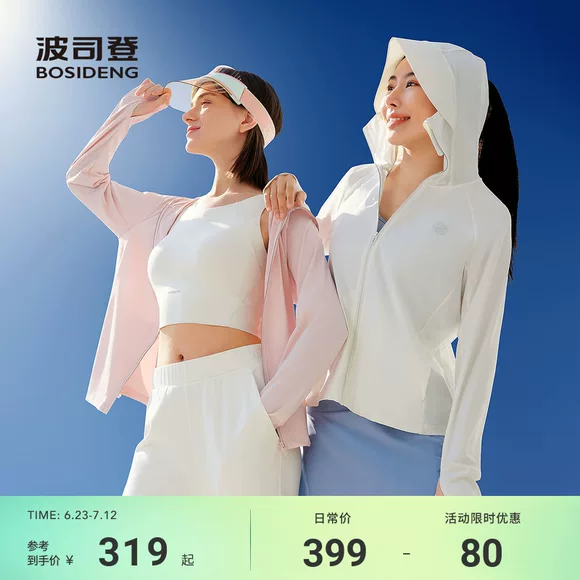 波司登
BOSIDENG
TIME: 6.23-7.12
参考
到手价 ¥ 319 起
日常价
399
-
活动限时优惠
80